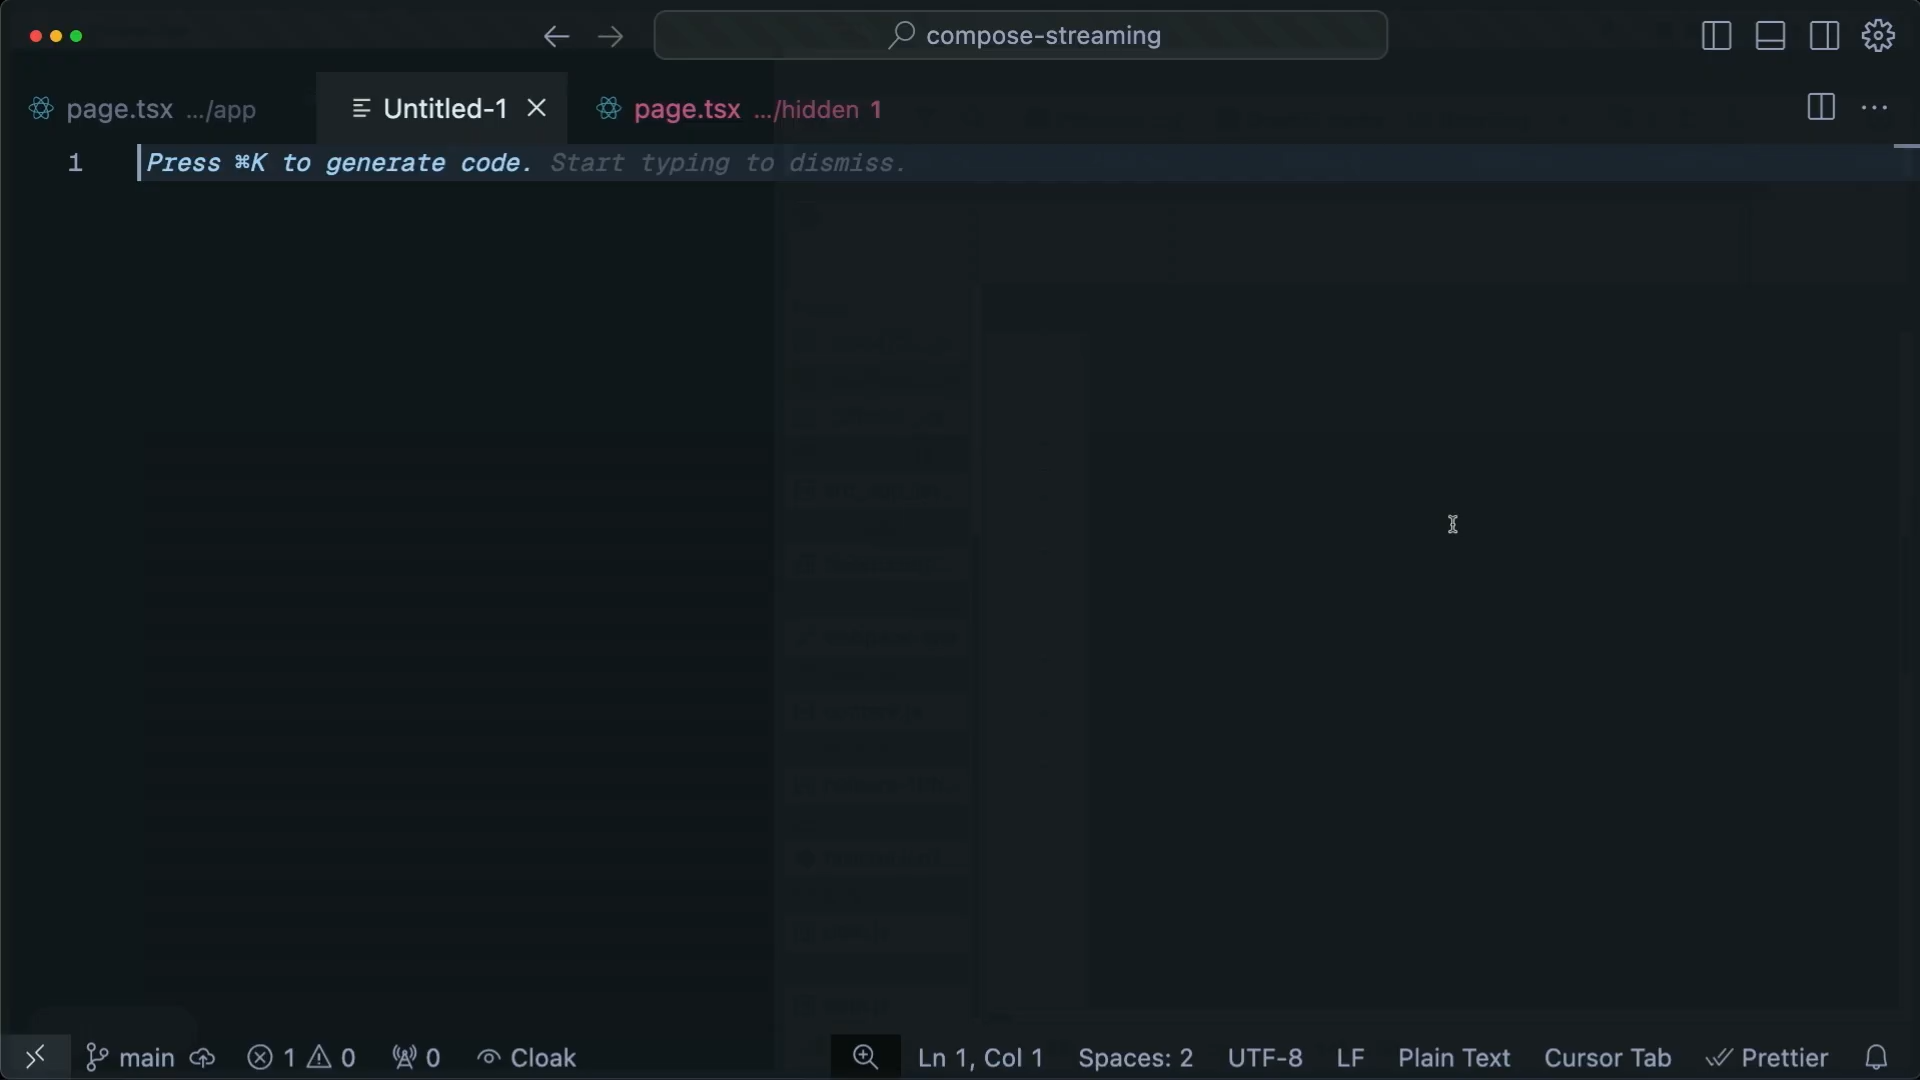 compose-streaming
page.tsx …/app
Untitled-1
page.tsx …/hidden 1
1
Press ⌘K to generate code. Start typing to dismiss.
main
1
0
0
Cloak
Ln 1, Col 1
Spaces: 2
UTF-8
LF
Plain Text
Cursor Tab
Prettier